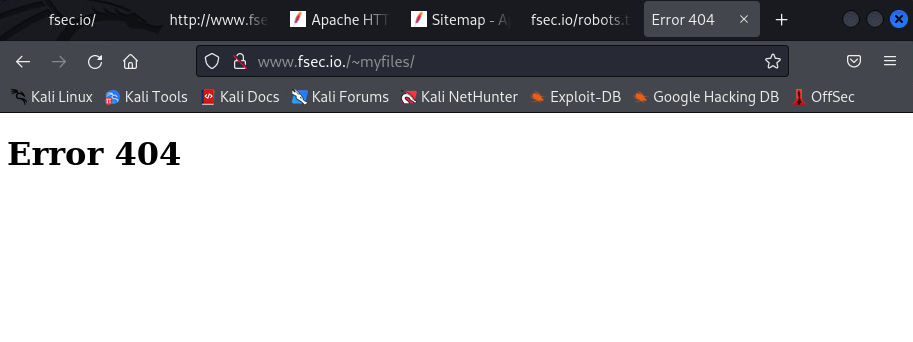 fsec.io/ http://www.fse Apache HTT Sitemap - A fsec.io/robots.t Error 404
www.fsec.io./~myfiles/
Kali Linux Kali Tools Kali Docs Kali Forums Kali NetHunter Exploit-DB Google Hacking DB OffSec
Error 404